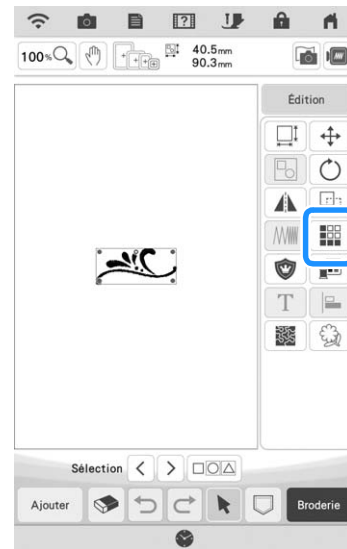 100%
40.5mm
90.3mm
Édition
T
Sélection
Ajouter
Broderie